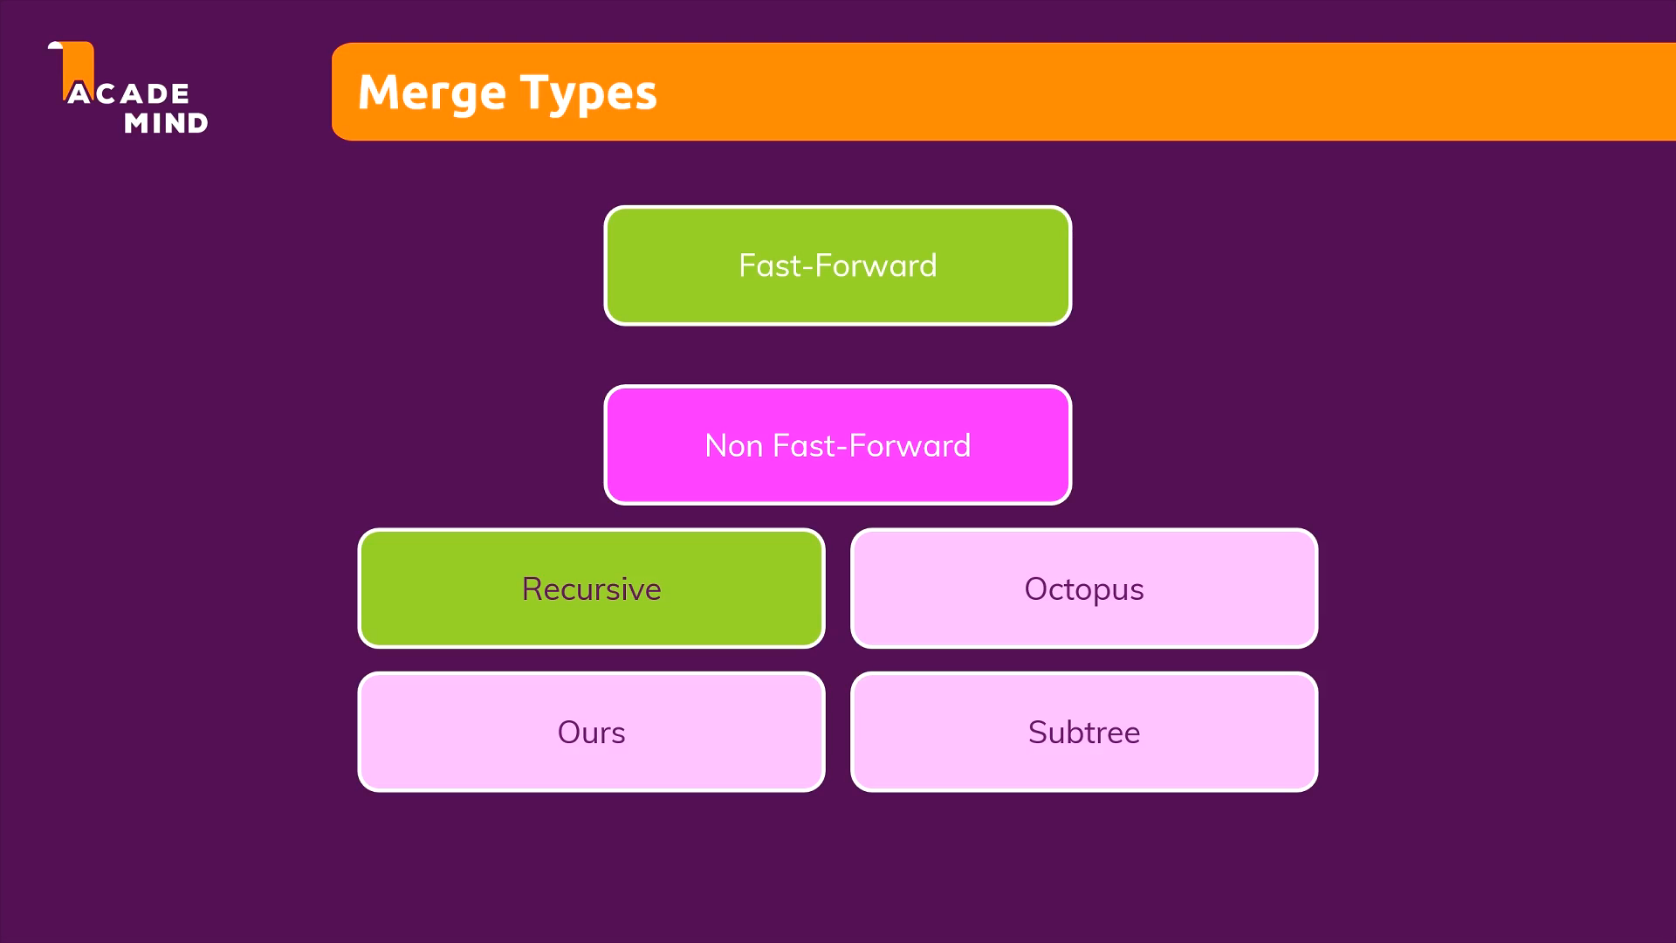 ACADE
MIND
Merge Types
Fast-Forward
Non Fast-Forward
Recursive
Octopus
Ours
Subtree